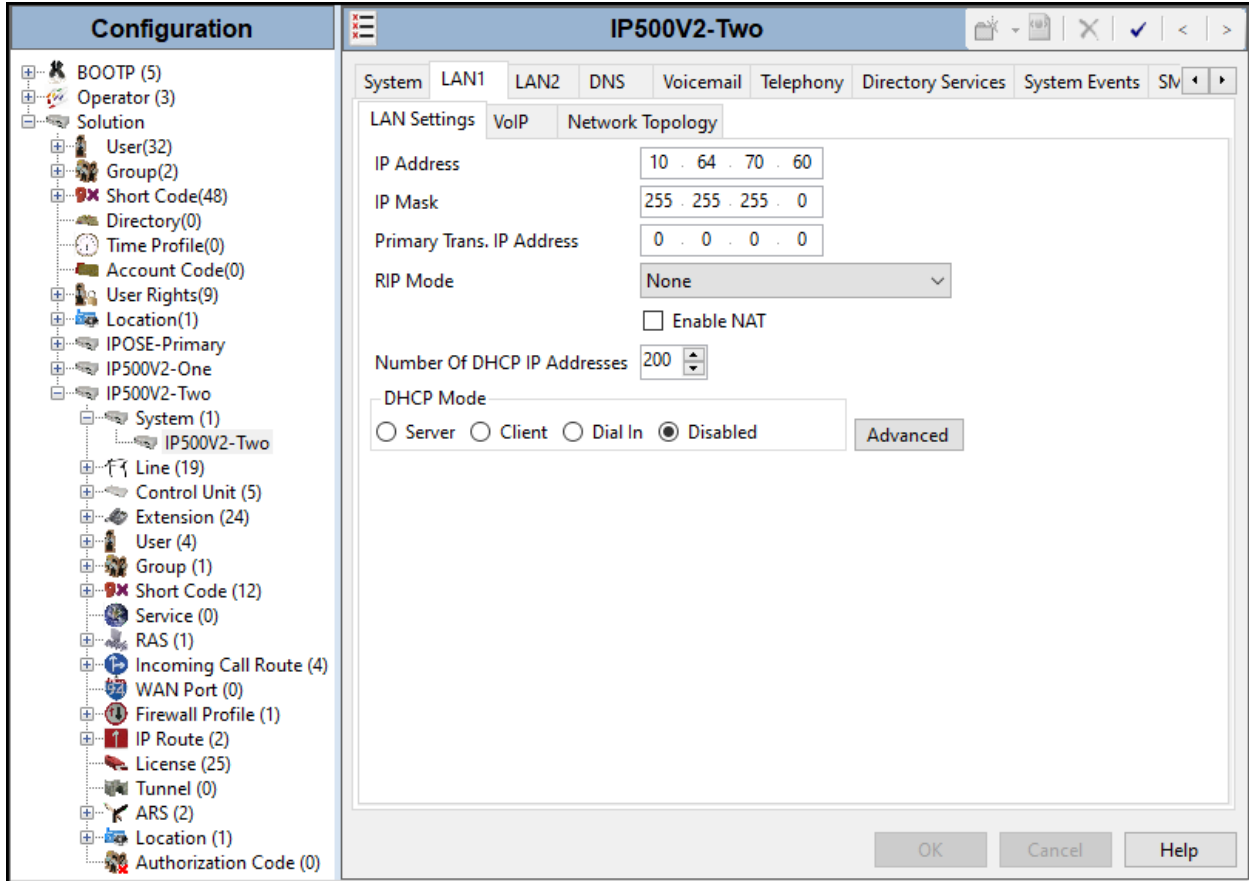 Configuration
BOOTP (5)
Operator (3)
Solution
User(32)
Group(2)
Short Code(48)
Directory(0)
Time Profile(0)
Account Code(0)
User Rights(9)
Location(1)
IPOSE-Primary
IP500V2-One
IP500V2-Two
System (1)
IP500V2-Two
Line (19)
Control Unit (5)
Extension (24)
User (4)
Group (1)
Short Code (12)
Service (0)
RAS (1)
Incoming Call Route (4)
WAN Port (0)
Firewall Profile (1)
IP Route (2)
License (25)
Tunnel (0)
ARS (2)
Location (1)
Authorization Code (0)
IP500V2-Two
System LAN1 LAN2 DNS Voicemail Telephony Directory Services System Events SM
LAN Settings VoIP Network Topology
IP Address 10 . 64 . 70 . 60
IP Mask 255 . 255 . 255 . 0
Primary Trans. IP Address 0 . 0 . 0 . 0
RIP Mode None
Enable NAT
Number Of DHCP IP Addresses 200
DHCP Mode
Server Client Dial In Disabled Advanced
OK Cancel Help